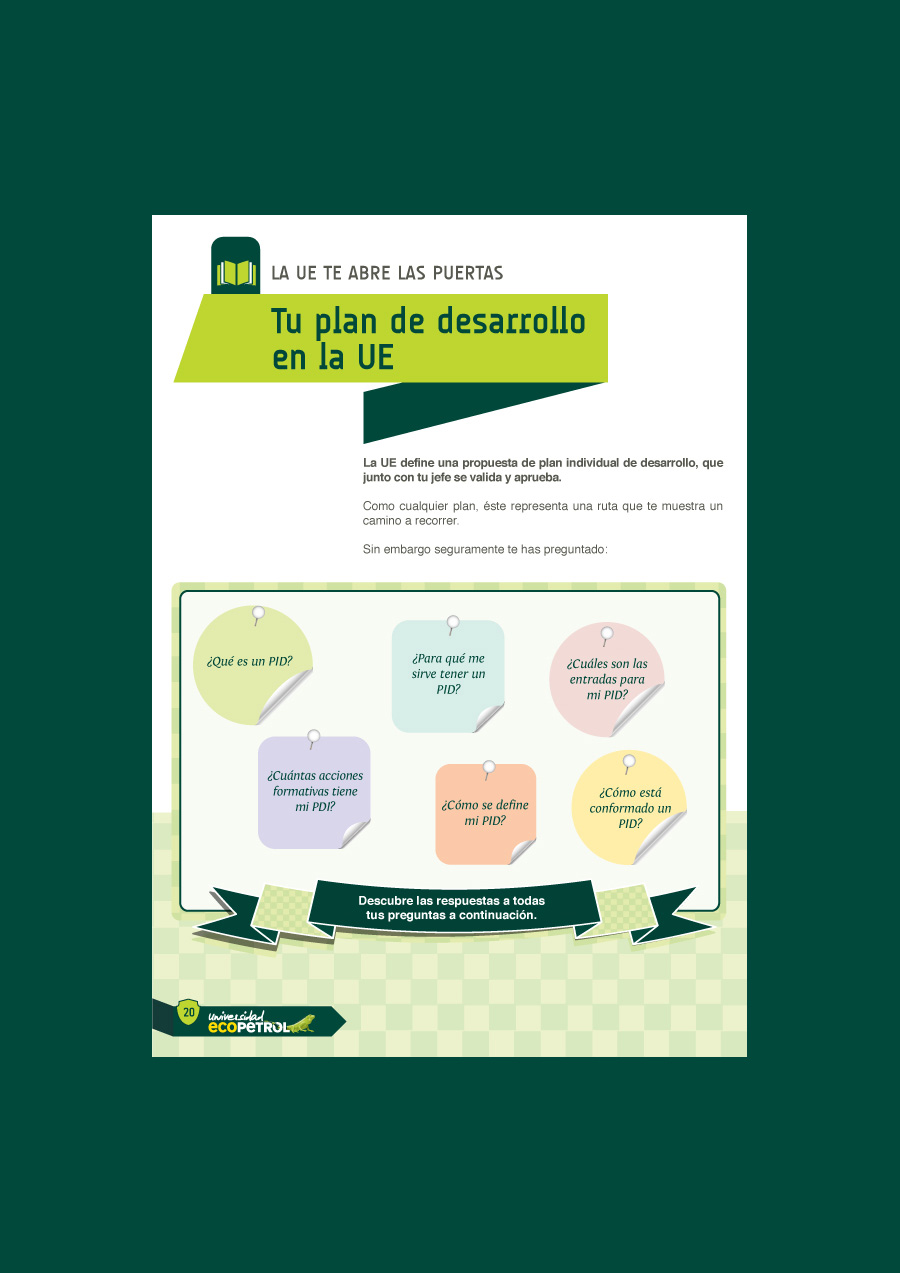 LA UE TE ABRE LAS PUERTAS
Tu plan de desarrollo
en la UE
La UE define una propuesta de plan individual de desarrollo, que
junto con tu jefe se valida y aprueba.
Como cualquier plan, éste representa una ruta que te muestra un
camino a recorrer.
Sin embargo seguramente te has preguntado:
¿Qué es un PID?
¿Para qué me
sirve tener un
PID?
¿Cuáles son las
entradas para
mi PID?
¿Cuántas acciones
formativas tiene
mi PDI?
¿Cómo se define
mi PID?
¿Cómo está
conformado un
PID?
Descubre las respuestas a todas
tus preguntas a continuación.
20
universidad
ecoPETROL